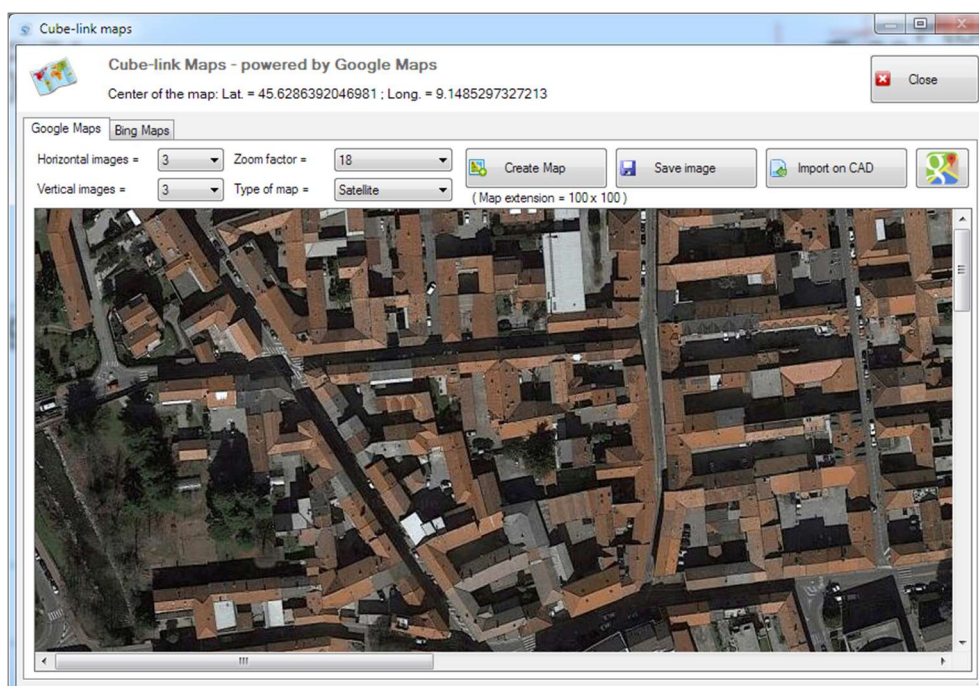 Cube-link maps
Cube-link Maps - powered by Google Maps
Center of the map: Lat. = 45.6286392046981 ; Long. = 9.1485297327213
Close
Google Maps
Bing Maps
Horizontal images =
3
Zoom factor =
18
Create Map
Save image
Import on CAD
Vertical images =
3
Type of map =
Satellite
( Map extension = 100 x 100 )